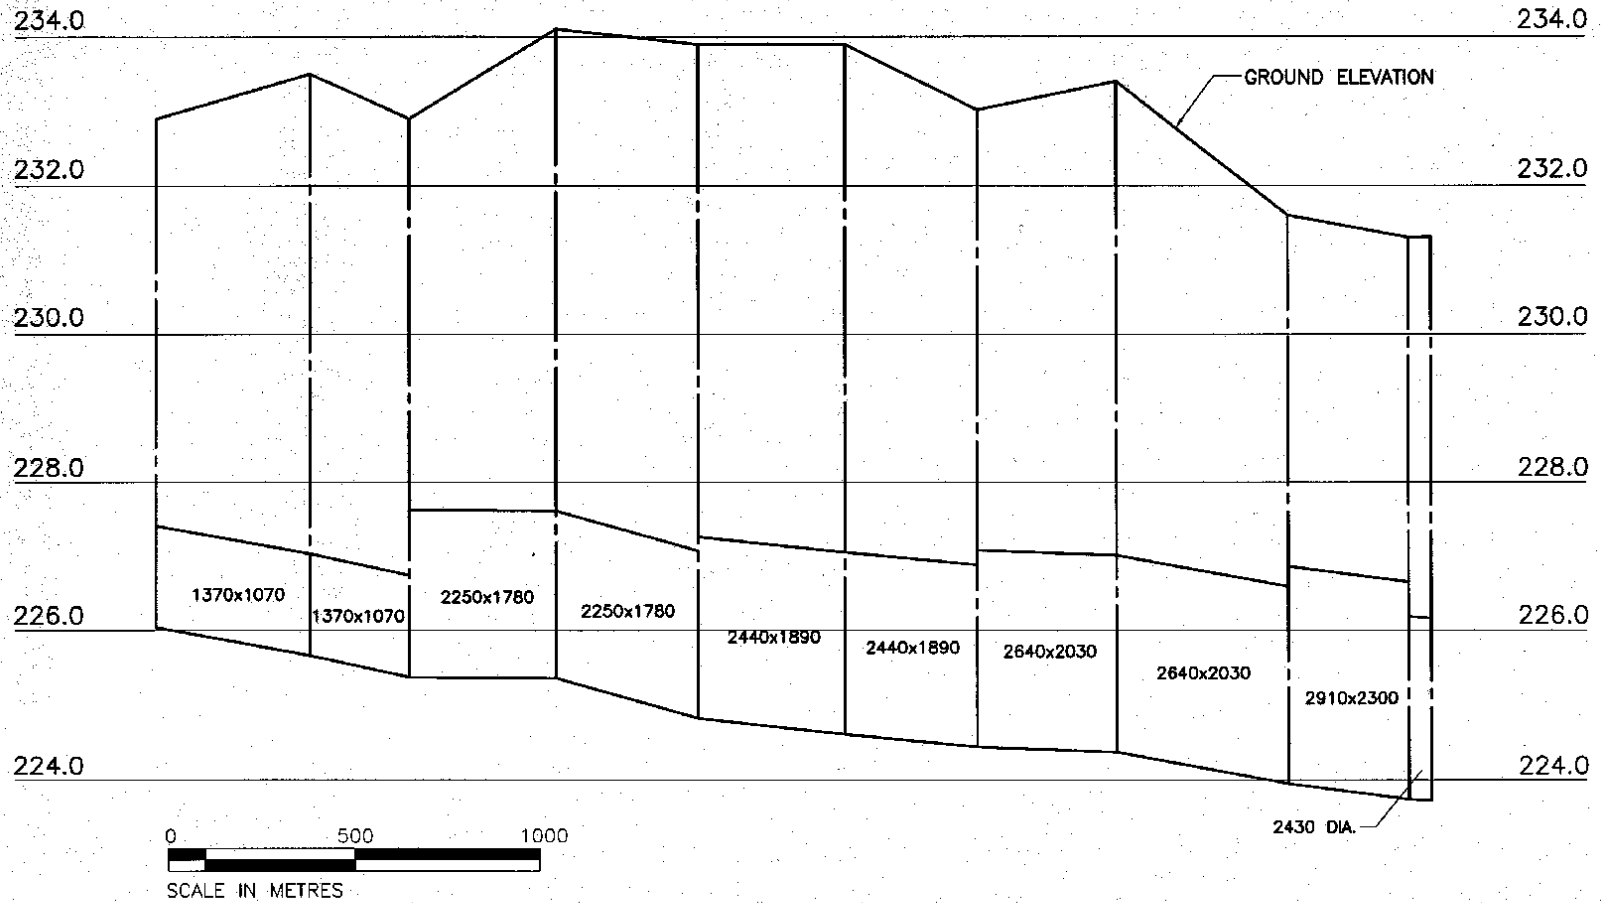 234.0 234.0
GROUND ELEVATION
232.0 232.0
230.0 230.0
228.0 228.0
1370x1070 1370x1070 2250x1780 2250x1780 2440x1890 2440x1890 2640x2030 2640x2030 2910x2300
226.0 226.0
224.0 224.0
2430 DIA.
0 500 1000
SCALE IN METRES